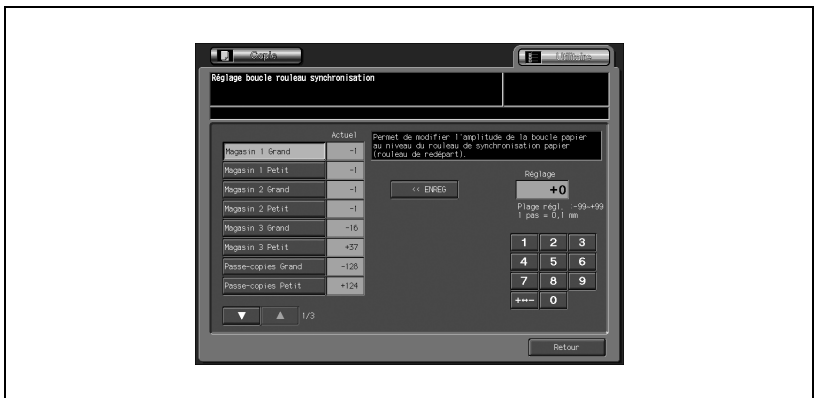 Copie
Utilitaire
Réglage boucle rouleau synchronisation
Actuel
Permet de modifier l'amplitude de la boucle papier
au niveau du rouleau de synchronisation papier
(rouleau de redépart).
Magasin 1 Grand -1
Magasin 1 Petit -1
Magasin 2 Grand -1
Magasin 2 Petit -1
Magasin 3 Grand -16
Magasin 3 Petit +37
Passe-copies Grand -128
Passe-copies Petit +124
<< ENREG
Réglage
+0
Plage régl. :-99~+99
1 pas = 0,1 mm
1 2 3
4 5 6
7 8 9
+↔- 0
▼ ▲ 1/3
Retour